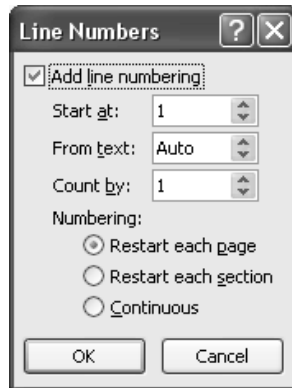 Line Numbers
Add line numbering
Start at: 1
From text: Auto
Count by: 1
Numbering:
Restart each page
Restart each section
Continuous
OK Cancel